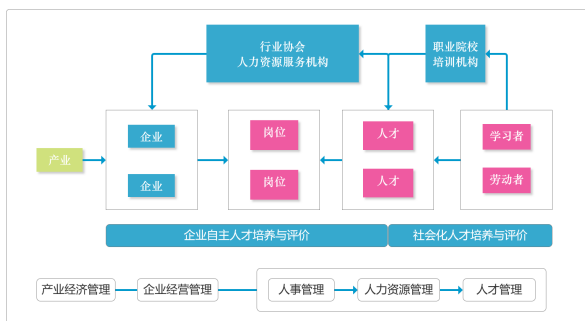 行业协会
人力资源服务机构
职业院校
培训机构
产业
企业
岗位
人才
学习者
企业
岗位
人才
劳动者
企业自主人才培养与评价
社会化人才培养与评价
产业经济管理
企业经营管理
人事管理
人力资源管理
人才管理